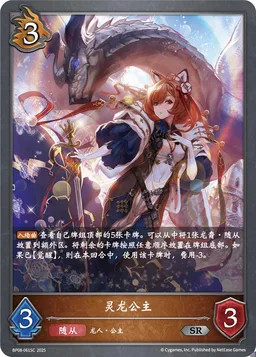 3
入场曲 查看自己牌组顶部的5张卡牌。可以从中将1张龙族·随从
放置到额外区。将剩余的卡牌按照任意顺序放置在牌组底部。如
果已【觉醒】,则在本回合中,使用该卡牌时,费用-3。
灵龙公主
3
随从
龙人·公主
SR
3
BP08-051SC 2025
© Cygames, Inc. Published by NetEase Games